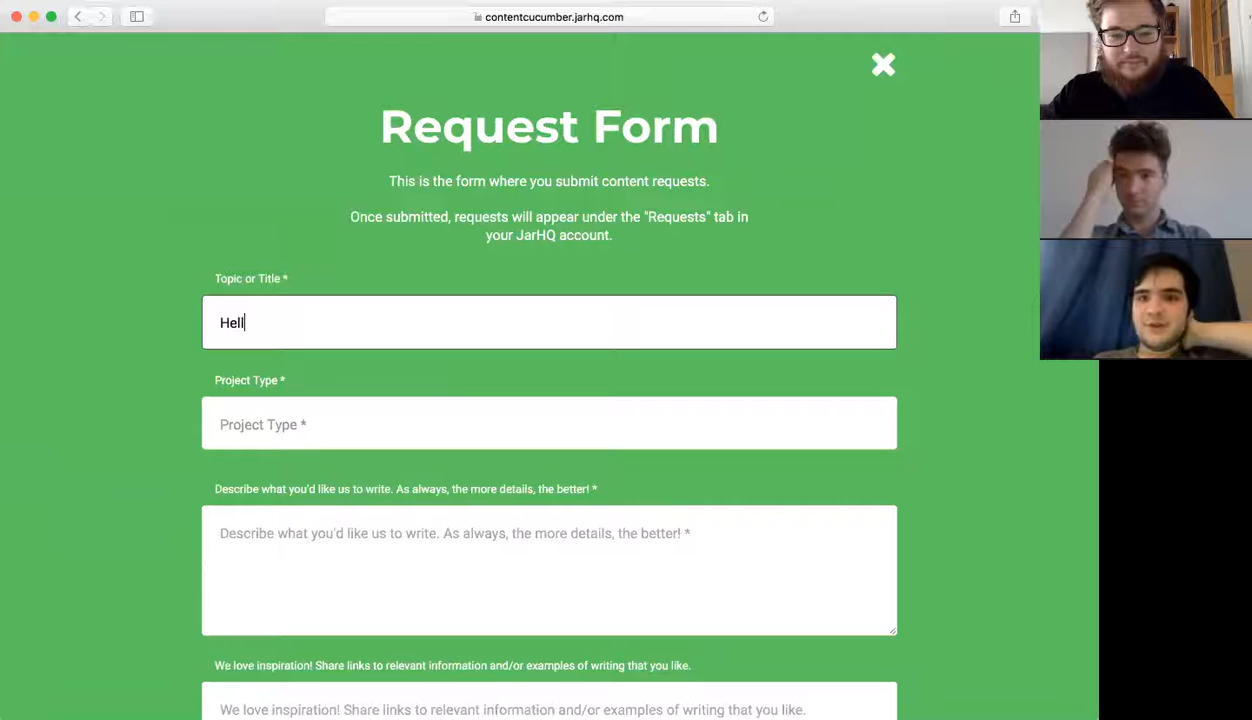 contentcucumber.jarhq.com
Request Form
This is the form where you submit content requests.
Once submitted, requests will appear under the "Requests" tab in
your JarHQ account.
Topic or Title *
Hell
Project Type *
Project Type *
Describe what you'd like us to write. As always, the more details, the better! *
Describe what you'd like us to write. As always, the more details, the better! *
We love inspiration! Share links to relevant information and/or examples of writing that you like.
We love inspiration! Share links to relevant information and/or examples of writing that you like.